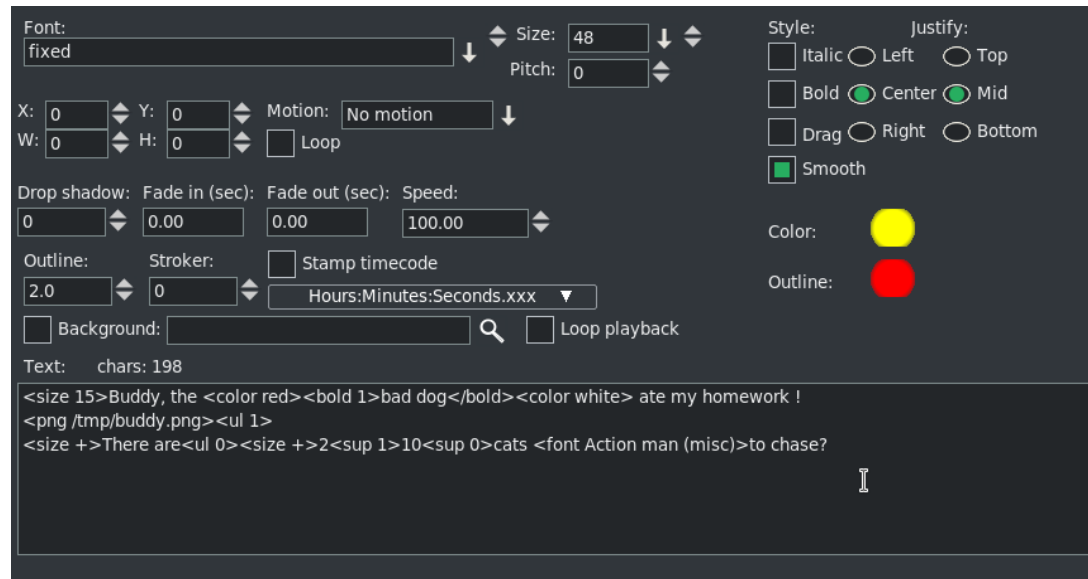 Font: Size: 48 Style: Justify:
fixed
Pitch: 0
Italic Left Top
Bold Center Mid
Drag Right Bottom
Smooth
X: 0 Y: 0 Motion: No motion
W: 0 H: 0 Loop
Drop shadow: Fade in (sec): Fade out (sec): Speed:
0 0.00 0.00 100.00
Color:
Outline: Stroker: Stamp timecode
2.0 0 Hours:Minutes:Seconds.xxx
Outline:
Background: Loop playback
Text: chars: 198
<size 15>Buddy, the <color red><bold 1>bad dog</bold><color white> ate my homework !
<png /tmp/buddy.png><ul 1>
<size +>There are<ul 0><size +>2<sup 1>10<sup 0>cats <font Action man (misc)>to chase?